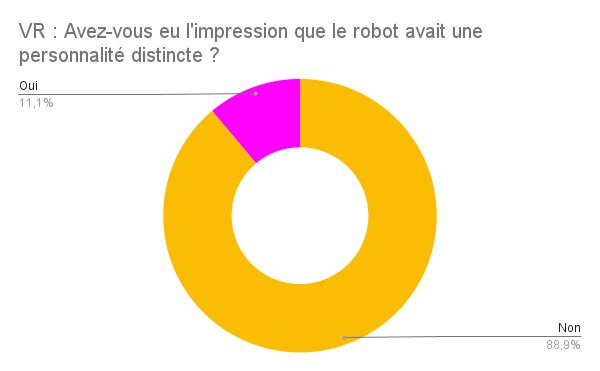 VR : Avez-vous eu l'impression que le robot avait une
personnalité distincte ?
Oui
11,1%
Non
88,9%